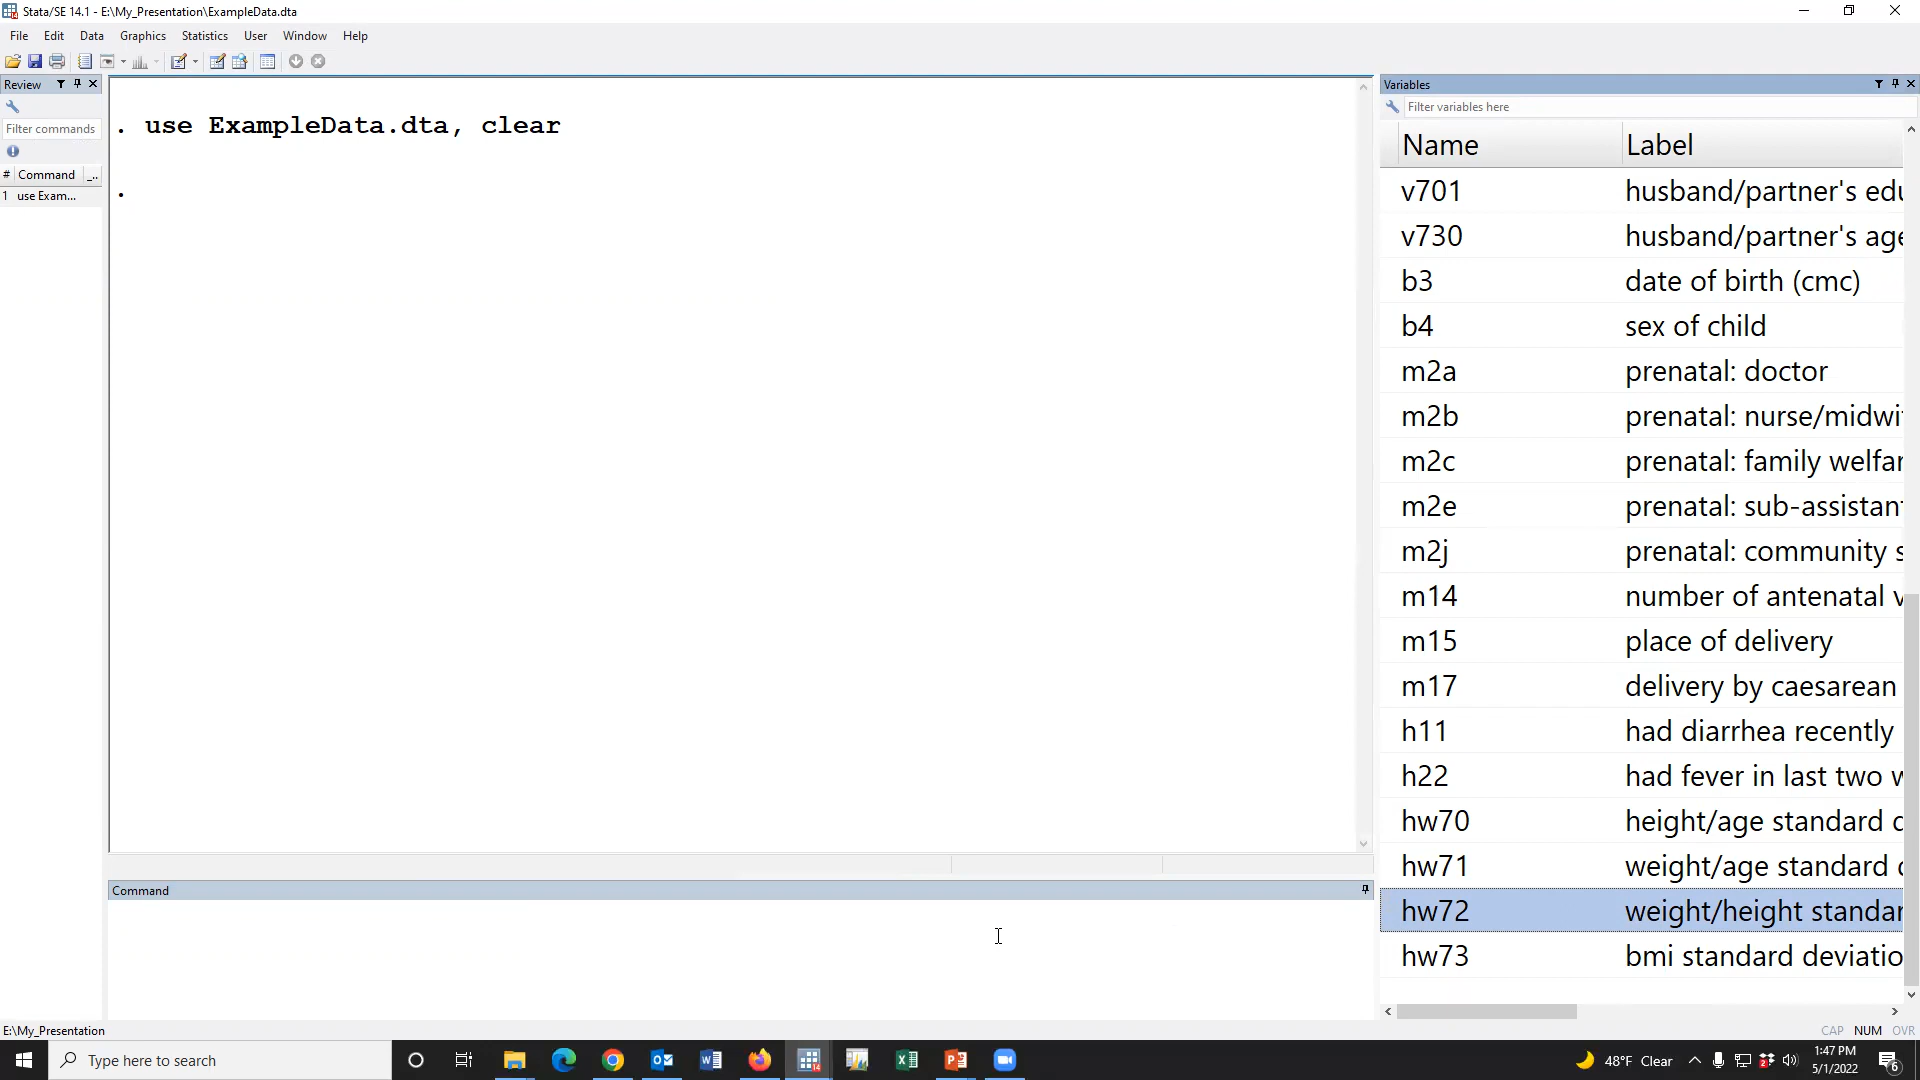 Stata/SE 14.1 - E:\My_Presentation\ExampleData.dta
File Edit Data Graphics Statistics User Window Help
Review
Filter commands
# Command _..
1 use Exam...
. use ExampleData.dta, clear
.
Command
Variables
Filter variables here
Name Label
v701 husband/partner's edu
v730 husband/partner's age
b3 date of birth (cmc)
b4 sex of child
m2a prenatal: doctor
m2b prenatal: nurse/midwi
m2c prenatal: family welfar
m2e prenatal: sub-assistant
m2j prenatal: community s
m14 number of antenatal v
m15 place of delivery
m17 delivery by caesarean
h11 had diarrhea recently
h22 had fever in last two w
hw70 height/age standard d
hw71 weight/age standard d
hw72 weight/height standar
hw73 bmi standard deviatio
E:\My_Presentation
CAP NUM OVR
Type here to search
48°F Clear
1:47 PM
5/1/2022
6